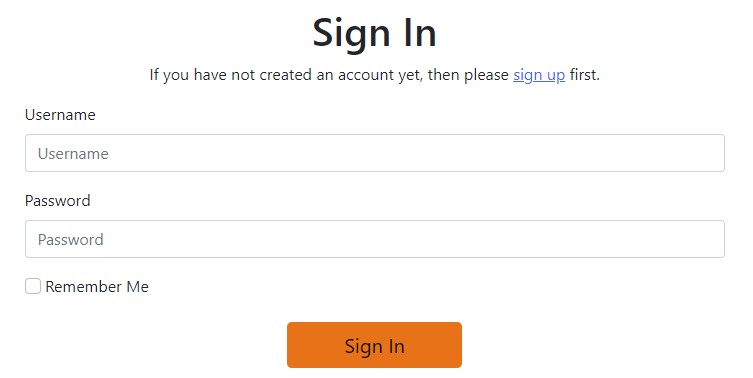 Sign In
If you have not created an account yet, then please sign up first.
Username
Username
Password
Password
Remember Me
Sign In